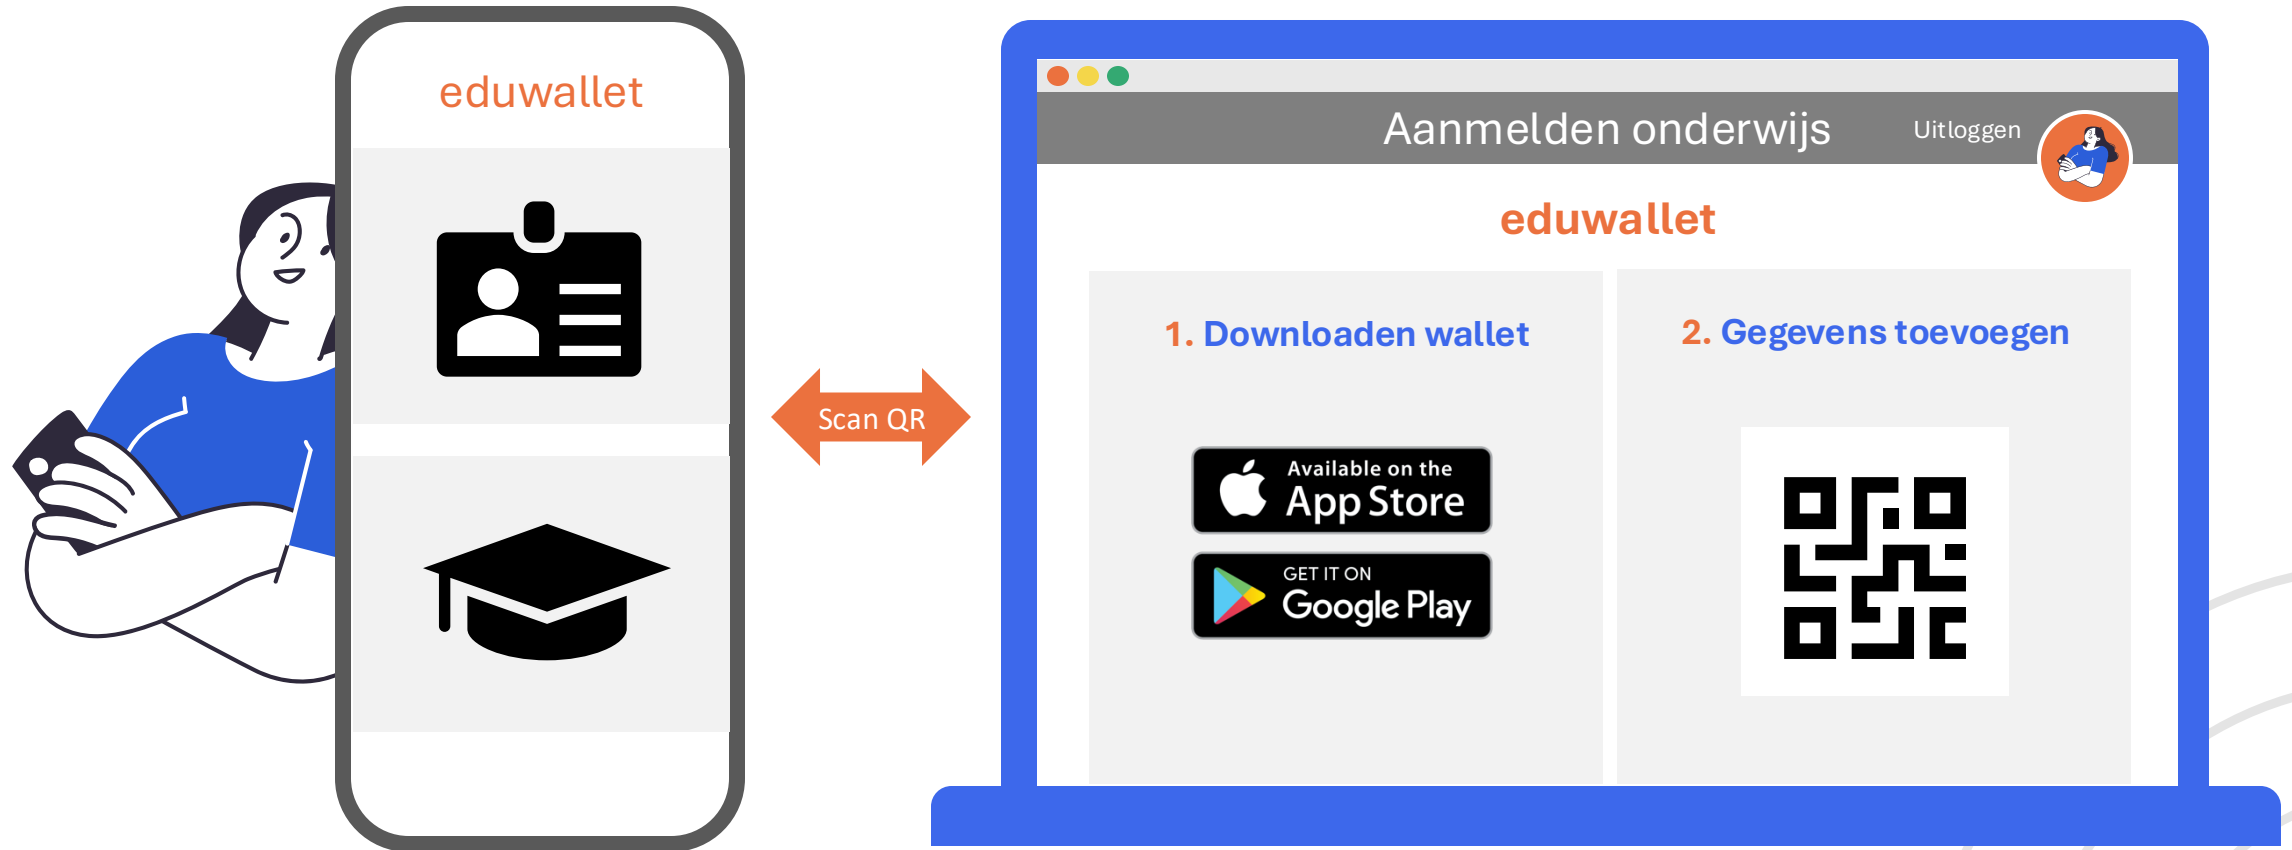 eduwallet
Scan QR
Aanmelden onderwijs
Uitloggen
eduwallet
1. Downloaden wallet
Available on the
App Store
GET IT ON
Google Play
2. Gegevens toevoegen